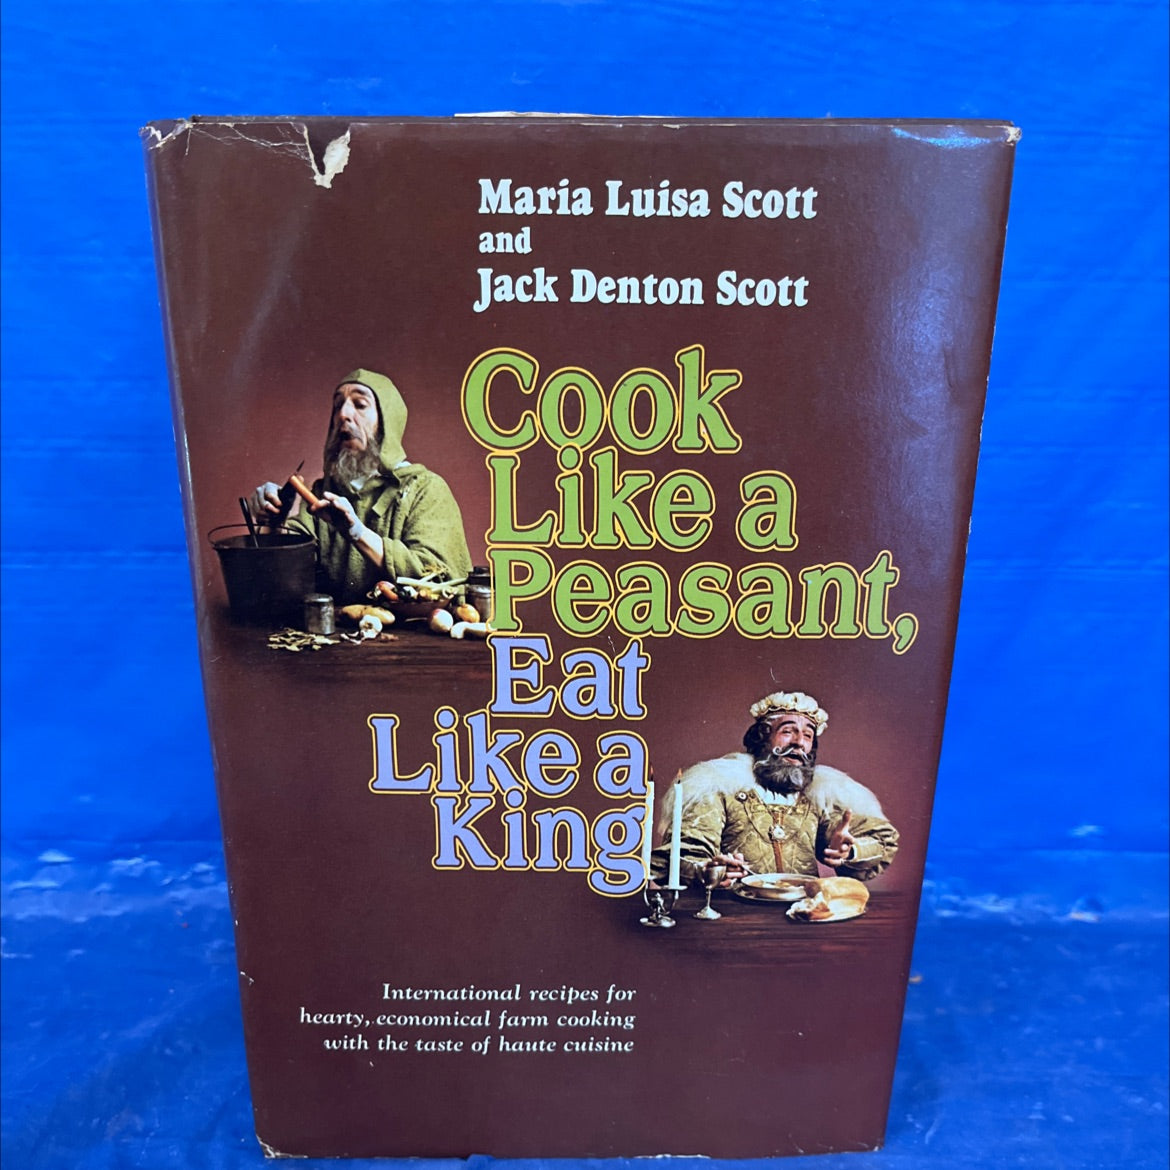 Maria Luisa Scott
and
Jack Denton Scott
Cook
Like a
Peasant,
Eat
Like a
King
International recipes for
hearty, economical farm cooking
with the taste of haute cuisine